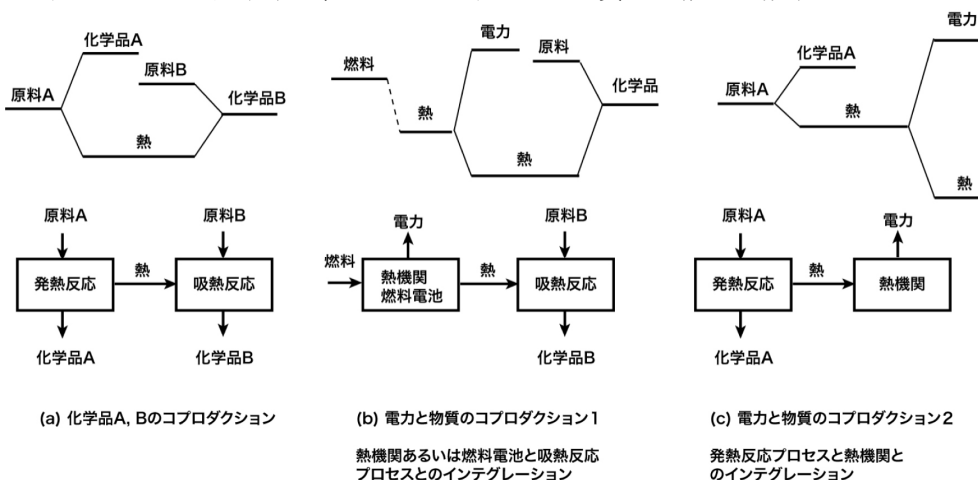 化学品A
原料B
原料A
化学品B
熱
原料A
原料B
発熱反応
熱
吸熱反応
化学品A
化学品B
(a) 化学品A, Bのコプロダクション
電力
原料
燃料
化学品
熱
熱
電力
原料B
燃料
熱機関
燃料電池
熱
吸熱反応
化学品B
(b) 電力と物質のコプロダクション1
熱機関あるいは燃料電池と吸熱反応
プロセスとのインテグレーション
電力
化学品A
原料A
熱
熱
原料A
電力
発熱反応
熱
熱機関
化学品A
(c) 電力と物質のコプロダクション2
発熱反応プロセスと熱機関と
のインテグレーション